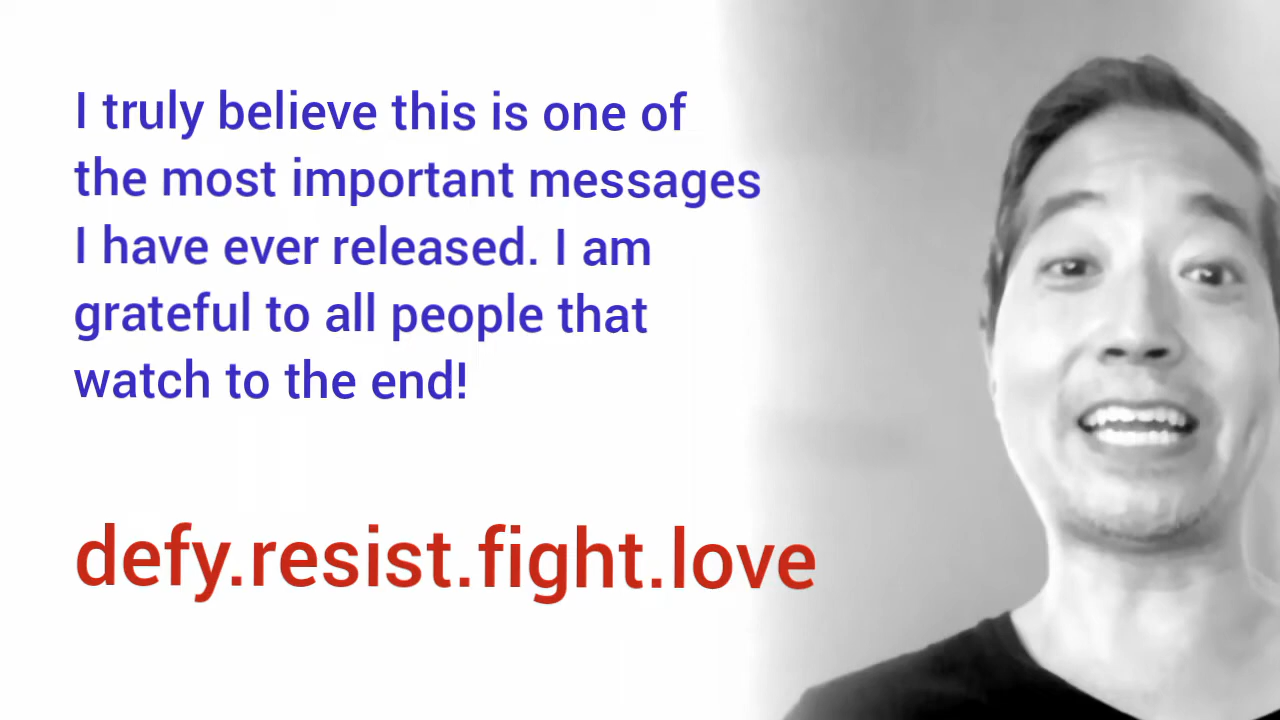 I truly believe this is one of
the most important messages
I have ever released. I am
grateful to all people that
watch to the end!
defy.resist.fight.love